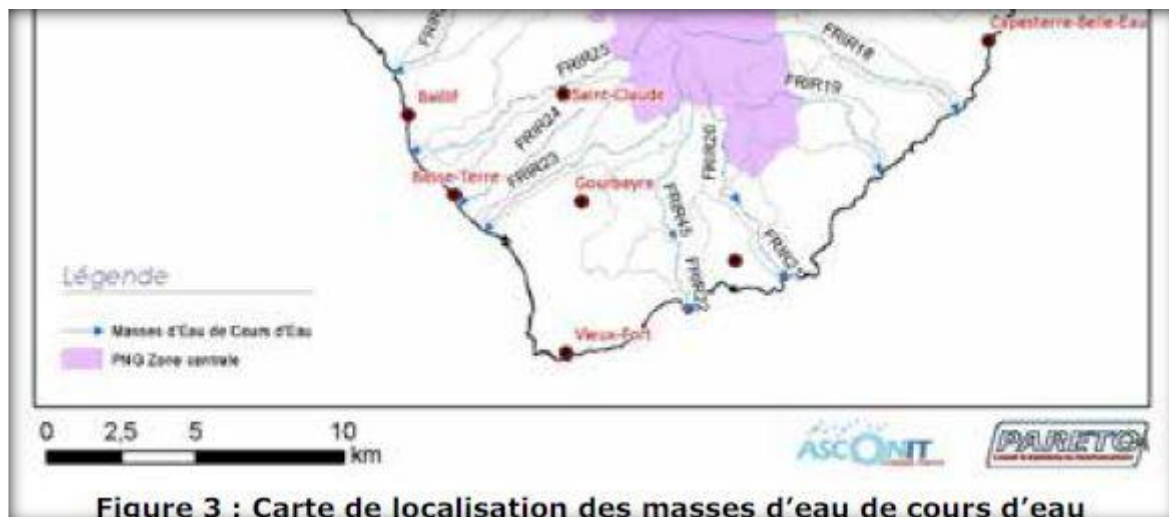 Capesterre-Belle-Eau
FRIR18
FRIR25
FRIR19
Saint-Claude
Baillif
FRIR24
FRIR20
FRIR23
Basse-Terre
Gourbeyre
FRIR45
Légende
Masses d'Eau de Cours d'Eau
Vieux-Fort
PNG Zone centrale
0 2,5 5 10
km
ASCONIT
PARETO
Figure 3 : Carte de localisation des masses d'eau de cours d'eau